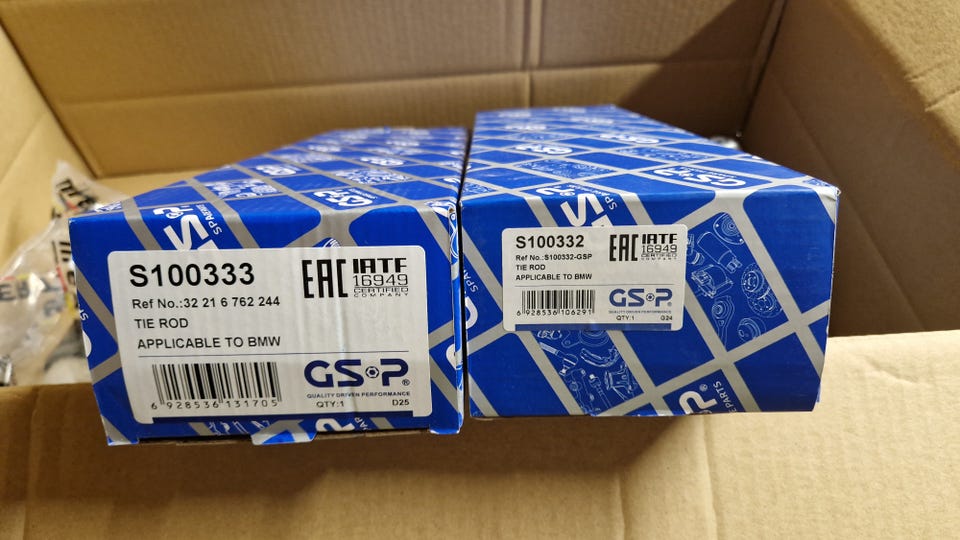 S100333
EAC
IATF
16949
CERTIFIED
COMPANY
Ref No.:32 21 6 762 244
TIE ROD
APPLICABLE TO BMW
6 928536 131705
GSP®
QUALITY DRIVEN PERFORMANCE
QTY:1
D25
S100332
EAC
IATF
16949
CERTIFIED
COMPANY
Ref No.:S100332-GSP
TIE ROD
APPLICABLE TO BMW
6 928536 106291
GSP®
QUALITY DRIVEN PERFORMANCE
QTY:1
G24
GSP